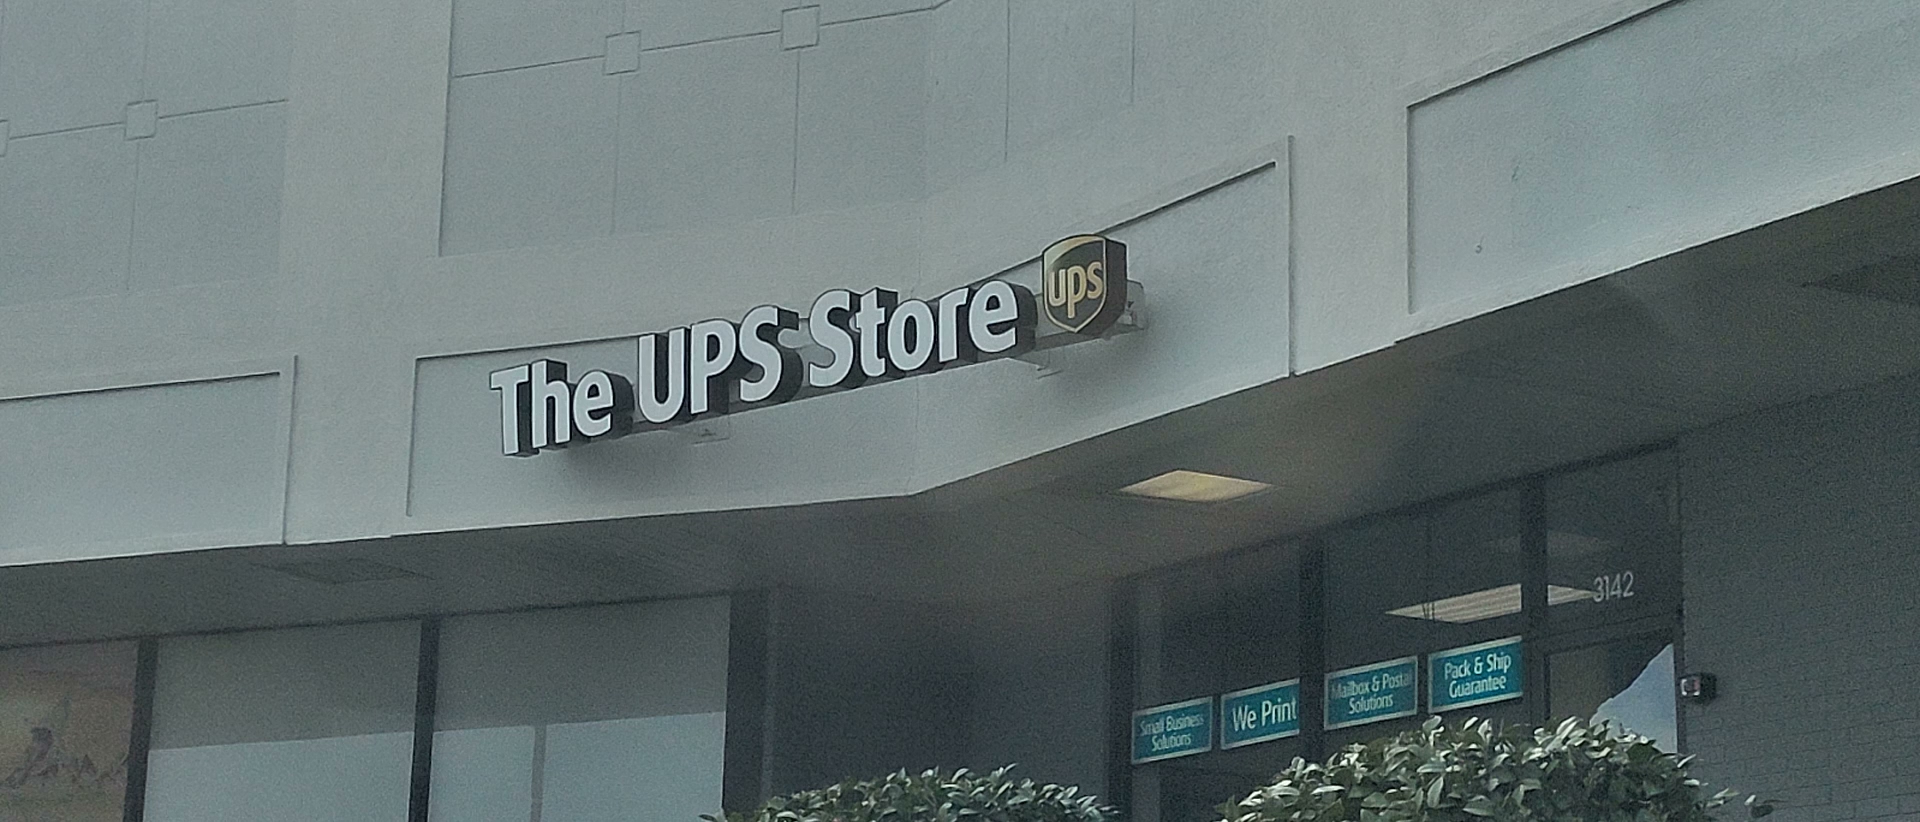 The UPS Store
ups
3142
Small Business
Solutions
We Print
Mailbox & Postal
Solutions
Pack & Ship
Guarantee